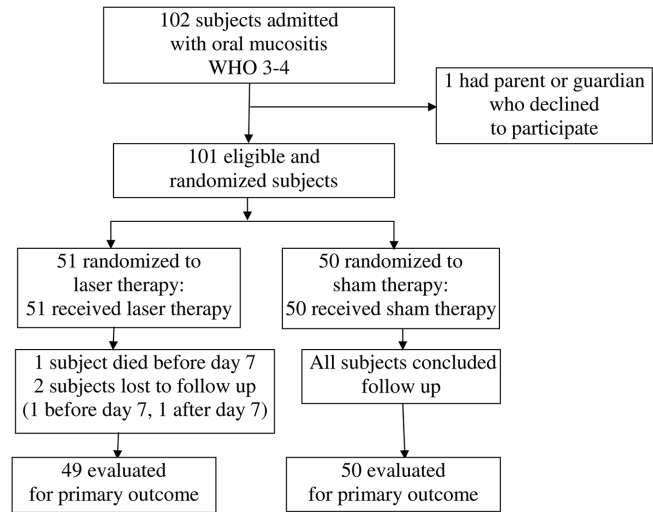 102 subjects admitted
with oral mucositis
WHO 3-4
1 had parent or guardian
who declined
to participate
101 eligible and
randomized subjects
51 randomized to
laser therapy:
51 received laser therapy
50 randomized to
sham therapy:
50 received sham therapy
1 subject died before day 7
2 subjects lost to follow up
(1 before day 7, 1 after day 7)
All subjects concluded
follow up
49 evaluated
for primary outcome
50 evaluated
for primary outcome